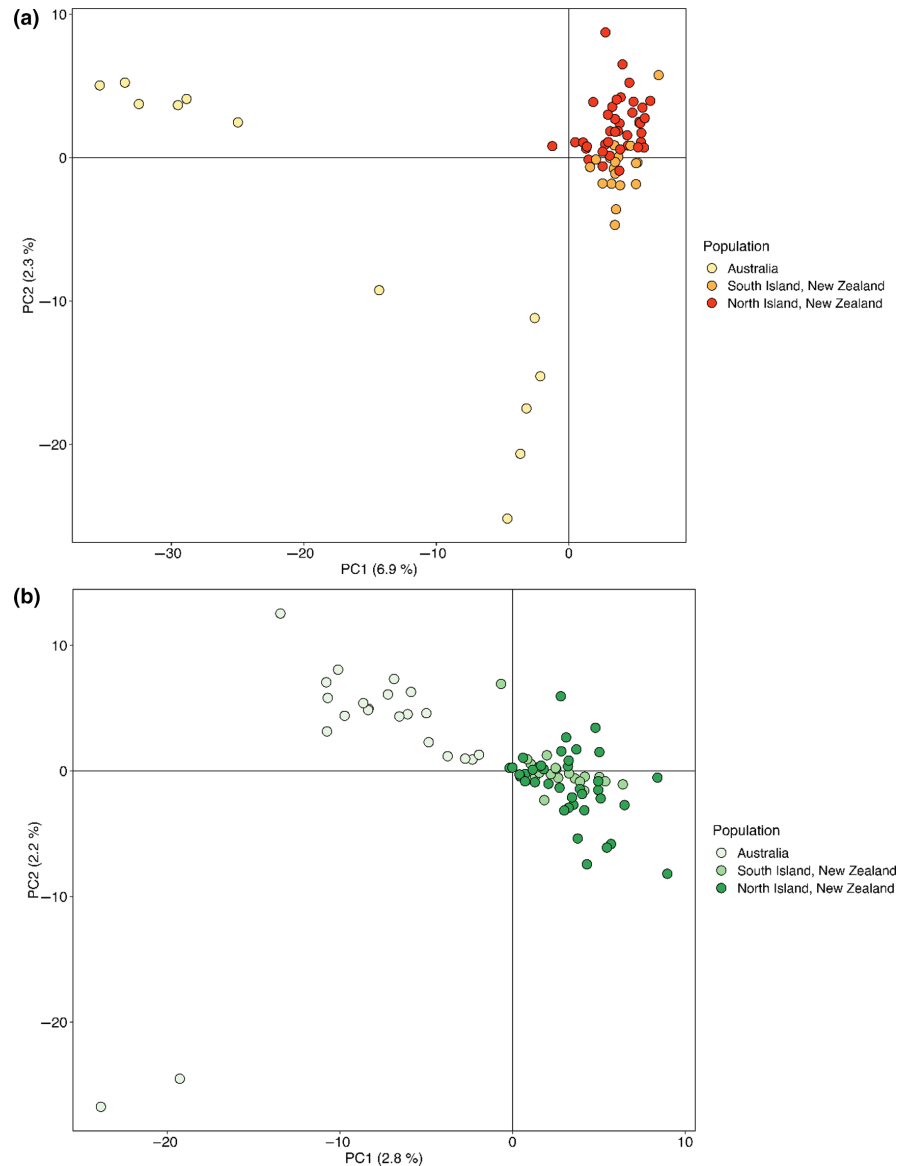 (a)
10
0
−10
−20
PC2 (2.3 %)
−30
−20
−10
0
PC1 (6.9 %)
Population
Australia
South Island, New Zealand
North Island, New Zealand
(b)
10
0
−10
−20
PC2 (2.2 %)
−20
−10
0
10
PC1 (2.8 %)
Population
Australia
South Island, New Zealand
North Island, New Zealand